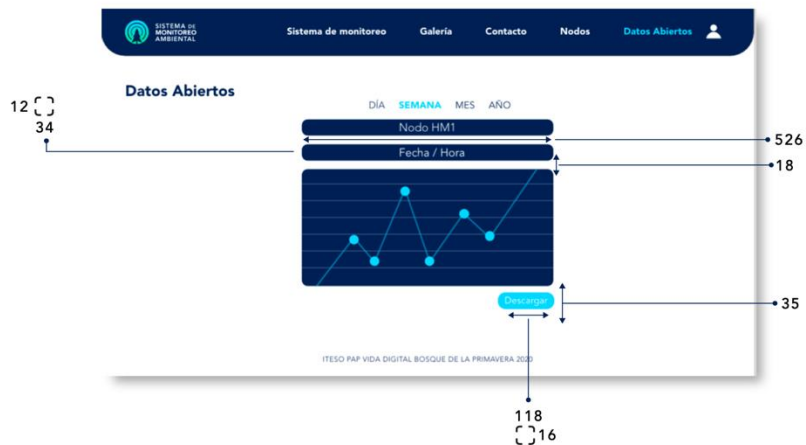 SISTEMA DE
MONITOREO
AMBIENTAL
Sistema de monitoreo Galería Contacto Nodos Datos Abiertos
Datos Abiertos
DÍA SEMANA MES AÑO
12
34
Nodo HM1
526
Fecha / Hora
18
Descargar
35
ITESO PAP VIDA DIGITAL BOSQUE DE LA PRIMAVERA 2020
118
16